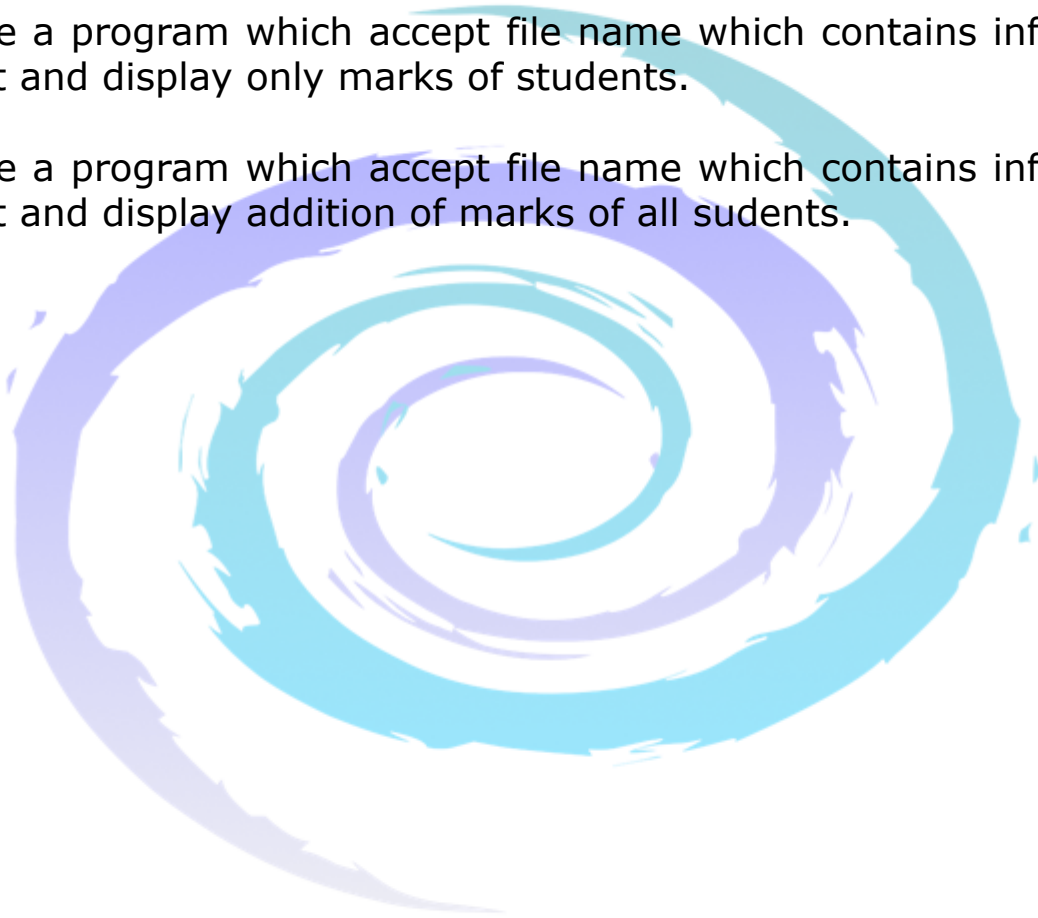 e a program which accept file name which contains inf
t and display only marks of students.
e a program which accept file name which contains inf
t and display addition of marks of all sudents.